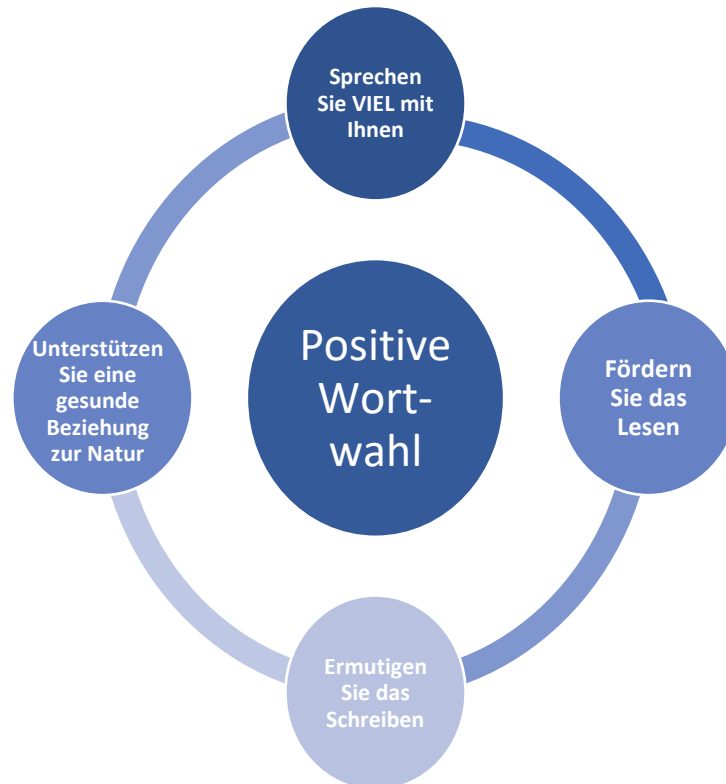 Sprechen
Sie VIEL mit
Ihnen
Unterstützen
Sie eine
gesunde
Beziehung
zur Natur
Positive
Wort-
wahl
Fördern
Sie das
Lesen
Ermutigen
Sie das
Schreiben